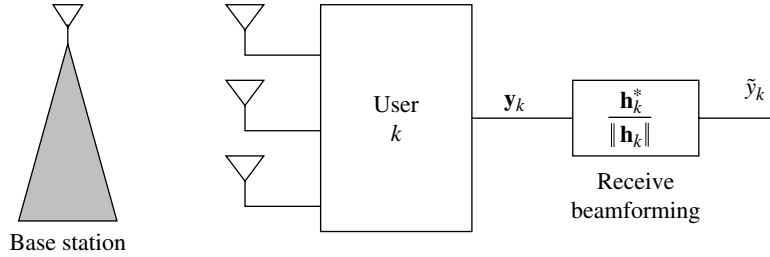 User
k
y_k
h_k^*
‖h_k‖
ỹ_k
Receive
beamforming
Base station